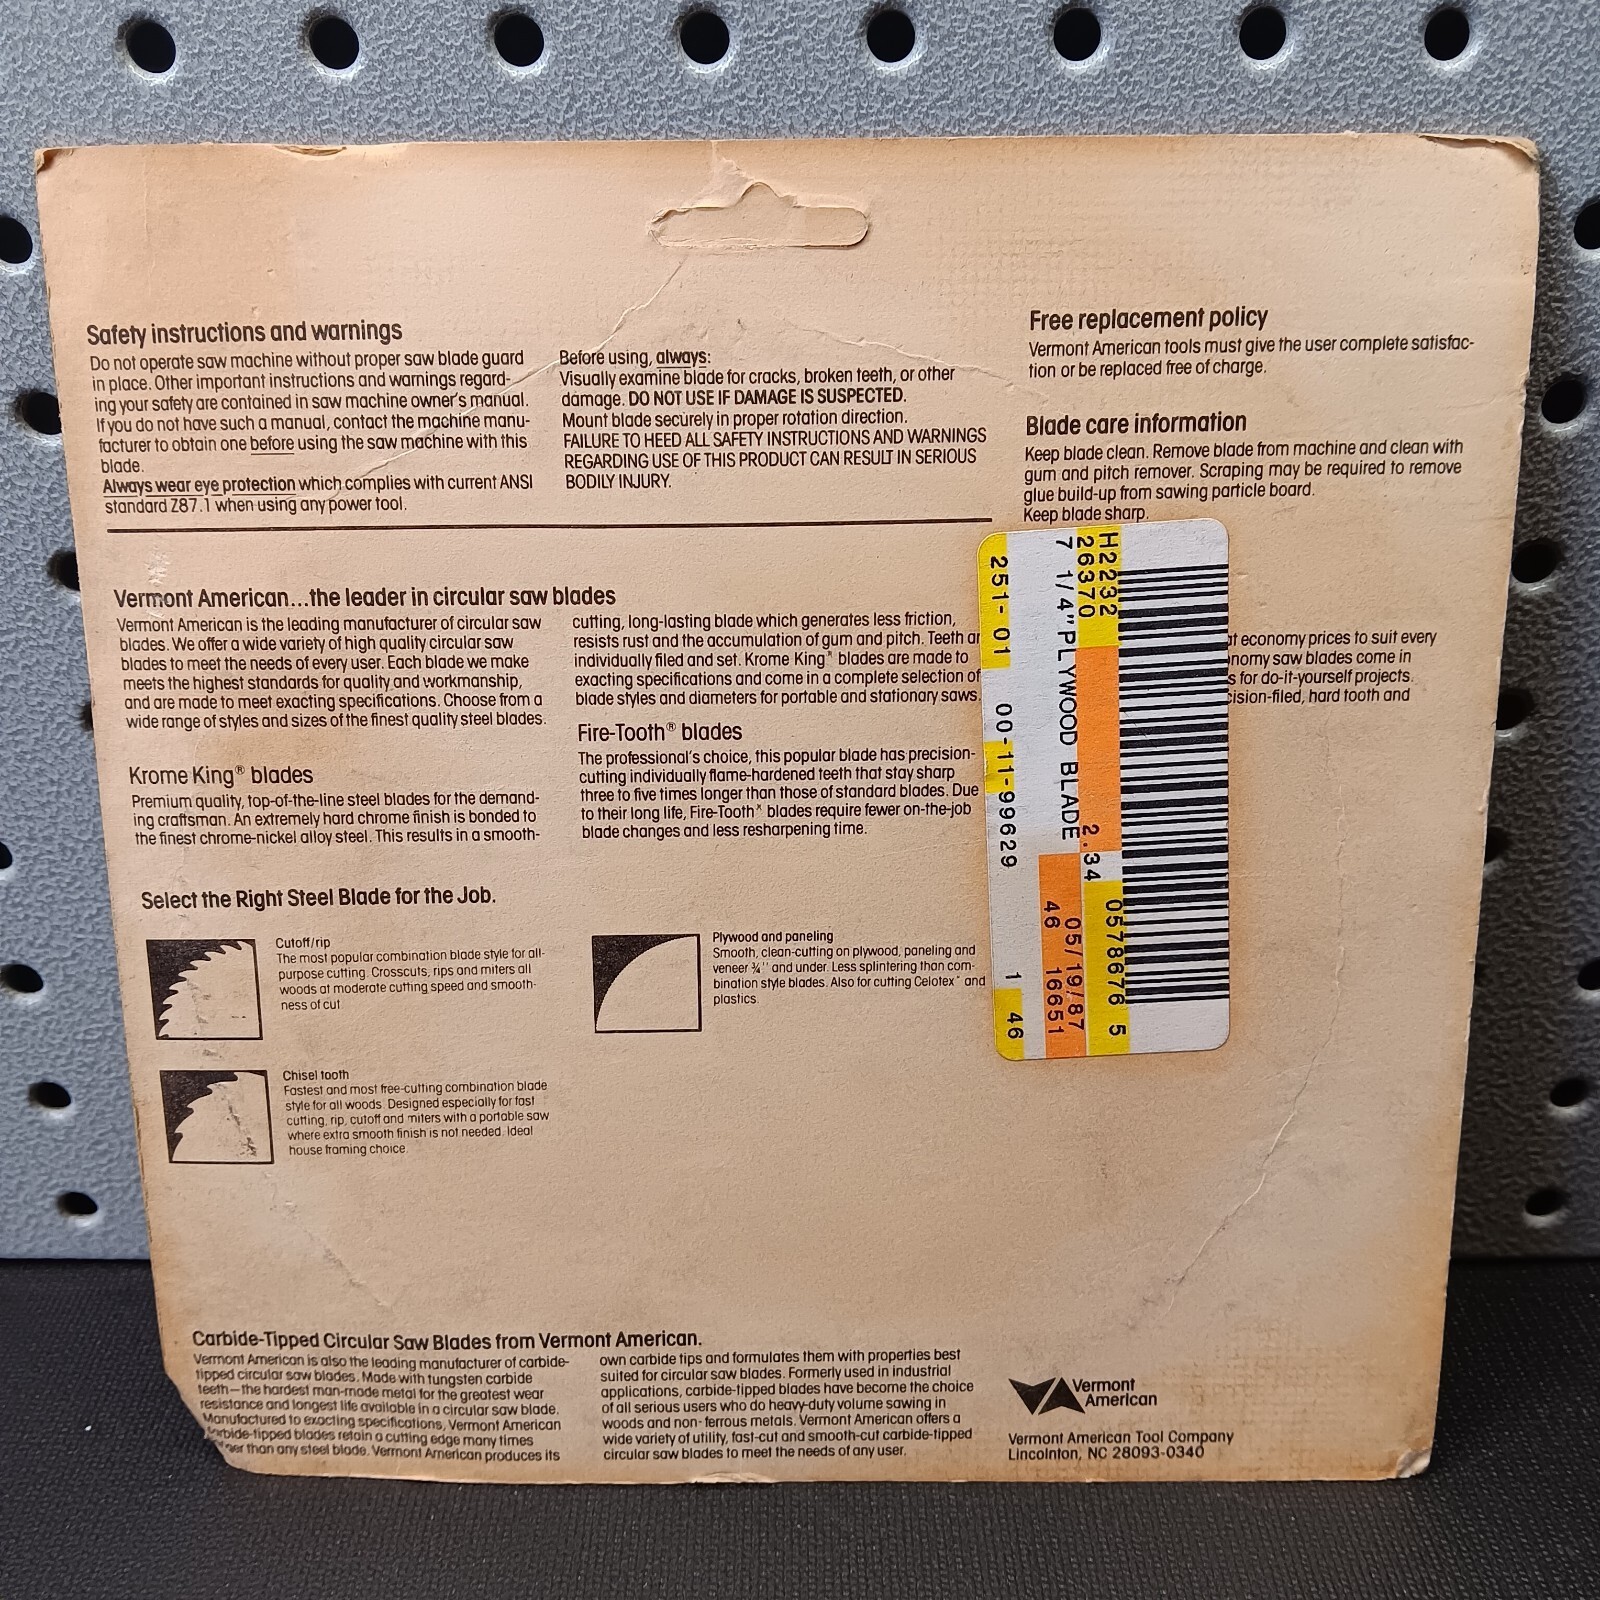 Safety instructions and warnings
Do not operate saw machine without proper saw blade guard
in place. Other important instructions and warnings regard-
ing your safety are contained in saw machine owner's manual.
If you do not have such a manual, contact the machine manu-
facturer to obtain one before using the saw machine with this
blade.
Always wear eye protection which complies with current ANSI
standard Z87.1 when using any power tool.
Before using, always:
Visually examine blade for cracks, broken teeth, or other
damage. DO NOT USE IF DAMAGE IS SUSPECTED.
Mount blade securely in proper rotation direction.
FAILURE TO HEED ALL SAFETY INSTRUCTIONS AND WARNINGS
REGARDING USE OF THIS PRODUCT CAN RESULT IN SERIOUS
BODILY INJURY.
Free replacement policy
Vermont American tools must give the user complete satisfac-
tion or be replaced free of charge.
Blade care information
Keep blade clean. Remove blade from machine and clean with
gum and pitch remover. Scraping may be required to remove
glue build-up from sawing particle board.
Keep blade sharp.
Vermont American...the leader in circular saw blades
Vermont American is the leading manufacturer of circular saw
blades. We offer a wide variety of high quality circular saw
blades to meet the needs of every user. Each blade we make
meets the highest standards for quality and workmanship,
and are made to meet exacting specifications. Choose from a
wide range of styles and sizes of the finest quality steel blades.
Krome King® blades
Premium quality, top-of-the-line steel blades for the demand-
ing craftsman. An extremely hard chrome finish is bonded to
the finest chrome-nickel alloy steel. This results in a smooth-
cutting, long-lasting blade which generates less friction,
resists rust and the accumulation of gum and pitch. Teeth
individually filed and set. Krome King® blades are made to
exacting specifications and come in a complete selection of
blade styles and diameters for portable and stationary saws.
Fire-Tooth® blades
The professional's choice, this popular blade has precision-
cutting individually flame-hardened teeth that stay sharp
three to five times longer than those of standard blades. Due
to their long life, Fire-Tooth® blades require fewer on-the-job
blade changes and less resharpening time.
at economy prices to suit every
saw blades come in
for do-it-yourself projects.
hard tooth and
H2232
26370
7 1/4" PLYWOOD BLADE
2.34
0578676 5
05/19/87
46 16651
251-01 00-11-99629 1 46
Select the Right Steel Blade for the Job.
Cutoff/rip
The most popular combination blade style for all-
purpose cutting. Crosscuts, rips and miters all
woods at moderate cutting speed and smooth-
ness of cut.
Chisel tooth
Fastest and most free-cutting combination blade
style for all woods. Designed especially for fast
cutting, rip, cutoff and miters with a portable saw
where extra smooth finish is not needed. Ideal
house framing choice.
Plywood and paneling
Smooth, clean-cutting on plywood, paneling and
veneer ¾'' and under. Less splintering than com-
bination style blades. Also for cutting Celotex® and
plastics.
Carbide-Tipped Circular Saw Blades from Vermont American.
Vermont American is also the leading manufacturer of carbide-
tipped circular saw blades. Made with tungsten carbide
teeth—the hardest man-made metal for the greatest wear
resistance and longest life available in a circular saw blade.
Manufactured to exacting specifications, Vermont American
carbide-tipped blades retain a cutting edge many times
than any steel blade. Vermont American produces its
own carbide tips and formulates them with properties best
suited for circular saw blades. Formerly used in industrial
applications, carbide-tipped blades have become the choice
of all serious users who do heavy-duty volume sawing in
woods and non-ferrous metals. Vermont American offers a
wide variety of utility, fast-cut and smooth-cut carbide-tipped
circular saw blades to meet the needs of any user.
Vermont
American
Vermont American Tool Company
Lincolnton, NC 28093-0340